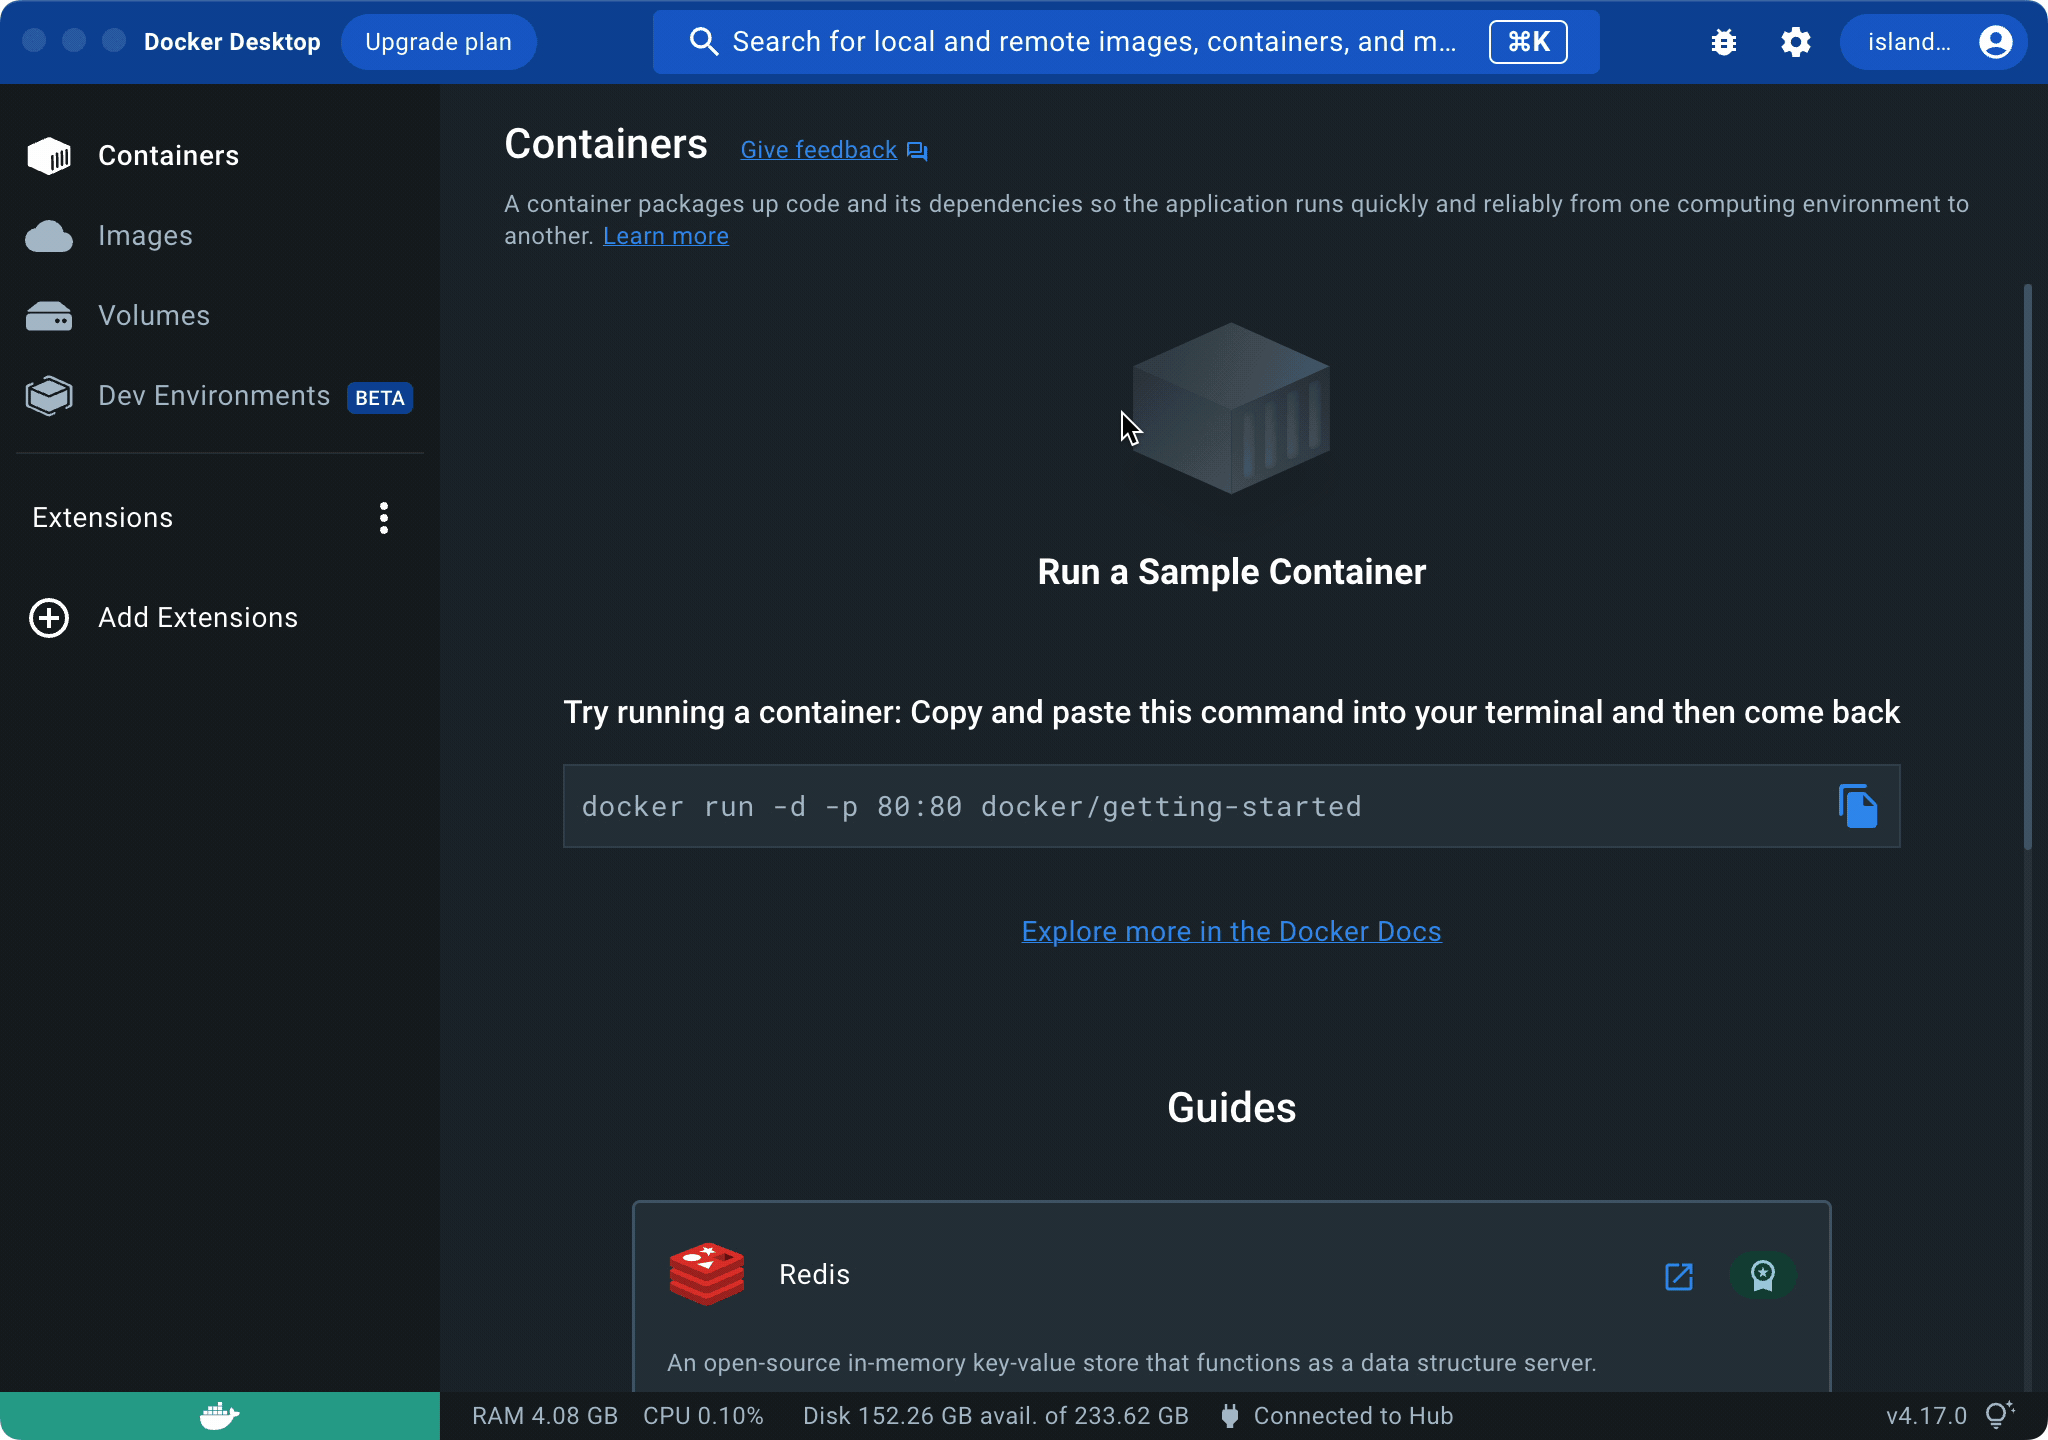 Docker Desktop
Upgrade plan
Search for local and remote images, containers, and m...
⌘K
island...
Containers
Images
Volumes
Dev Environments BETA
Extensions
Add Extensions
Containers
Give feedback
A container packages up code and its dependencies so the application runs quickly and reliably from one computing environment to
another. Learn more
Run a Sample Container
Try running a container: Copy and paste this command into your terminal and then come back
docker run -d -p 80:80 docker/getting-started
Explore more in the Docker Docs
Guides
Redis
An open-source in-memory key-value store that functions as a data structure server.
RAM 4.08 GB CPU 0.10% Disk 152.26 GB avail. of 233.62 GB Connected to Hub
v4.17.0